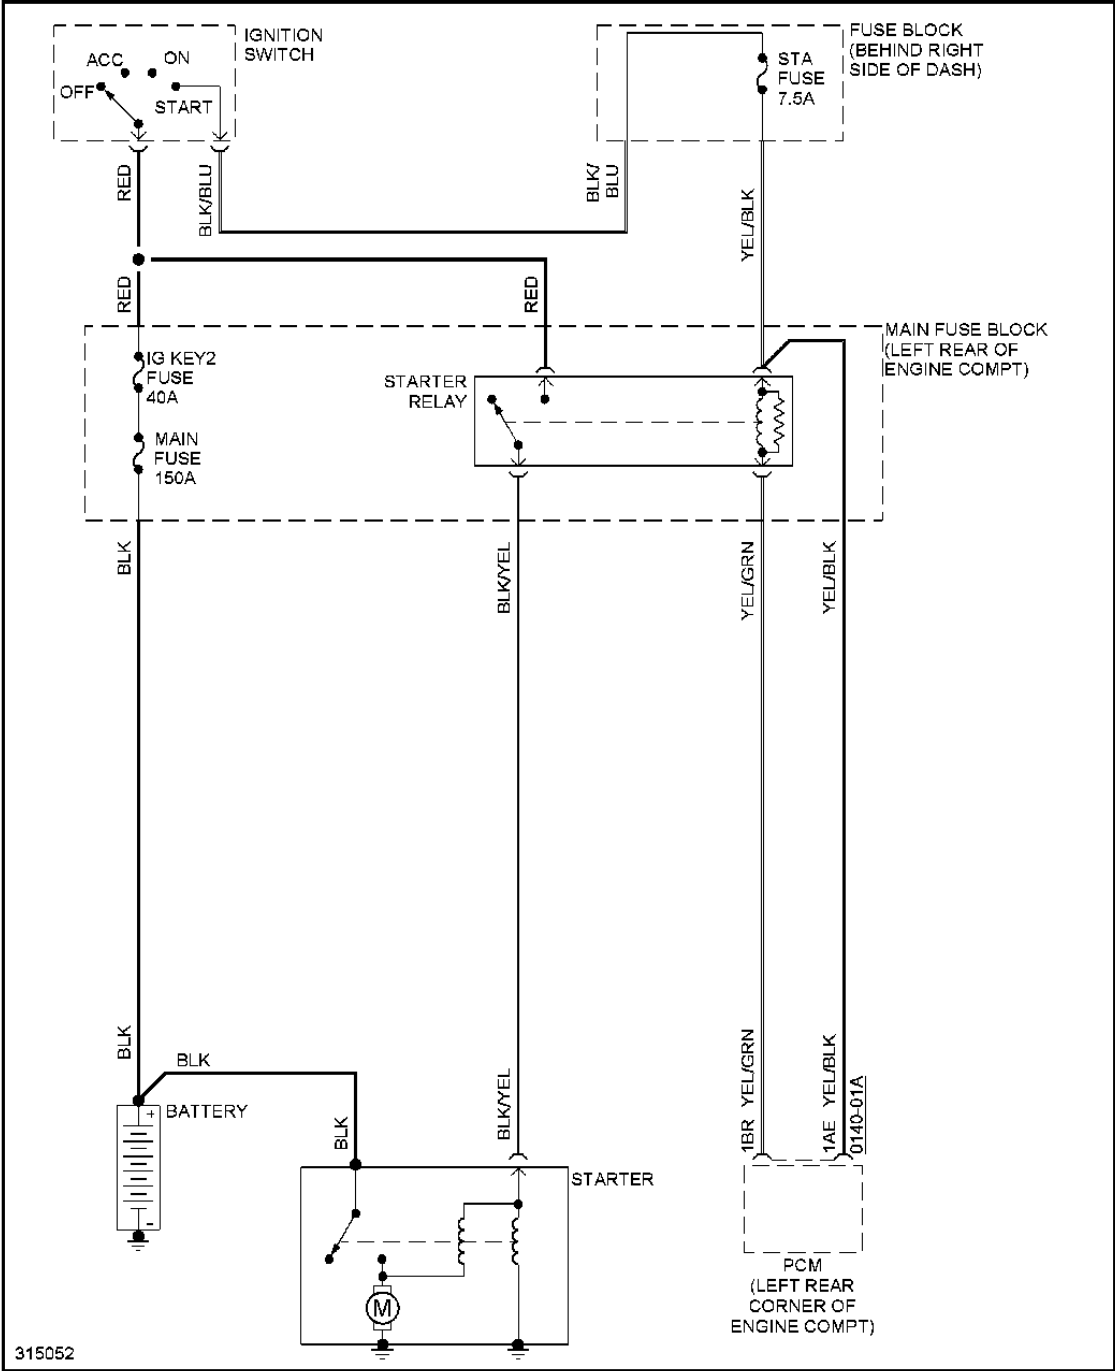 IGNITION
SWITCH
ACC
ON
OFF
START
FUSE BLOCK
(BEHIND RIGHT
SIDE OF DASH)
STA
FUSE
7.5A
RED
BLK/BLU
BLK/
BLU
YEL/BLK
RED
RED
MAIN FUSE BLOCK
(LEFT REAR OF
ENGINE COMPT)
IG KEY2
FUSE
40A
STARTER
RELAY
MAIN
FUSE
150A
BLK
BLK/YEL
YEL/GRN
YEL/BLK
BLK
BLK
BLK/YEL
1BR YEL/GRN
1AE YEL/BLK
0140-01A
BATTERY
+
-
BLK
STARTER
M
PCM
(LEFT REAR
CORNER OF
ENGINE COMPT)
315052